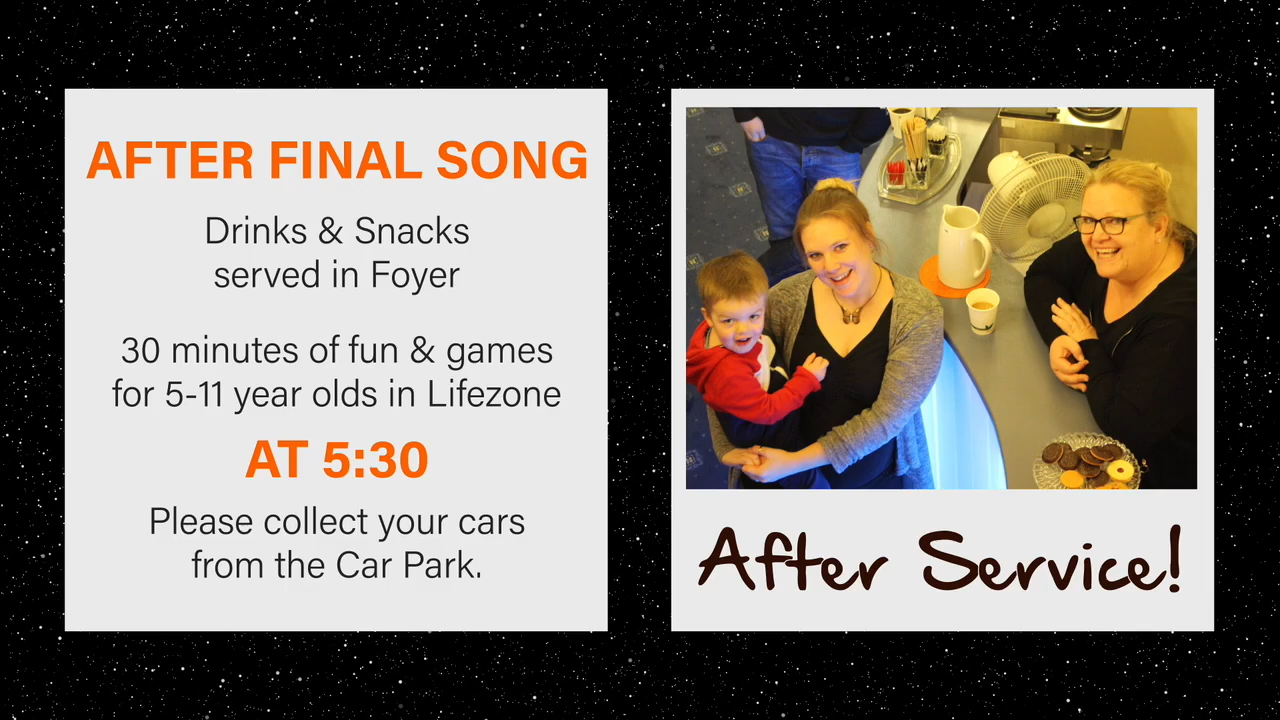 AFTER FINAL SONG
Drinks & Snacks
served in Foyer
30 minutes of fun & games
for 5-11 year olds in Lifezone
AT 5:30
Please collect your cars
from the Car Park.
After Service!